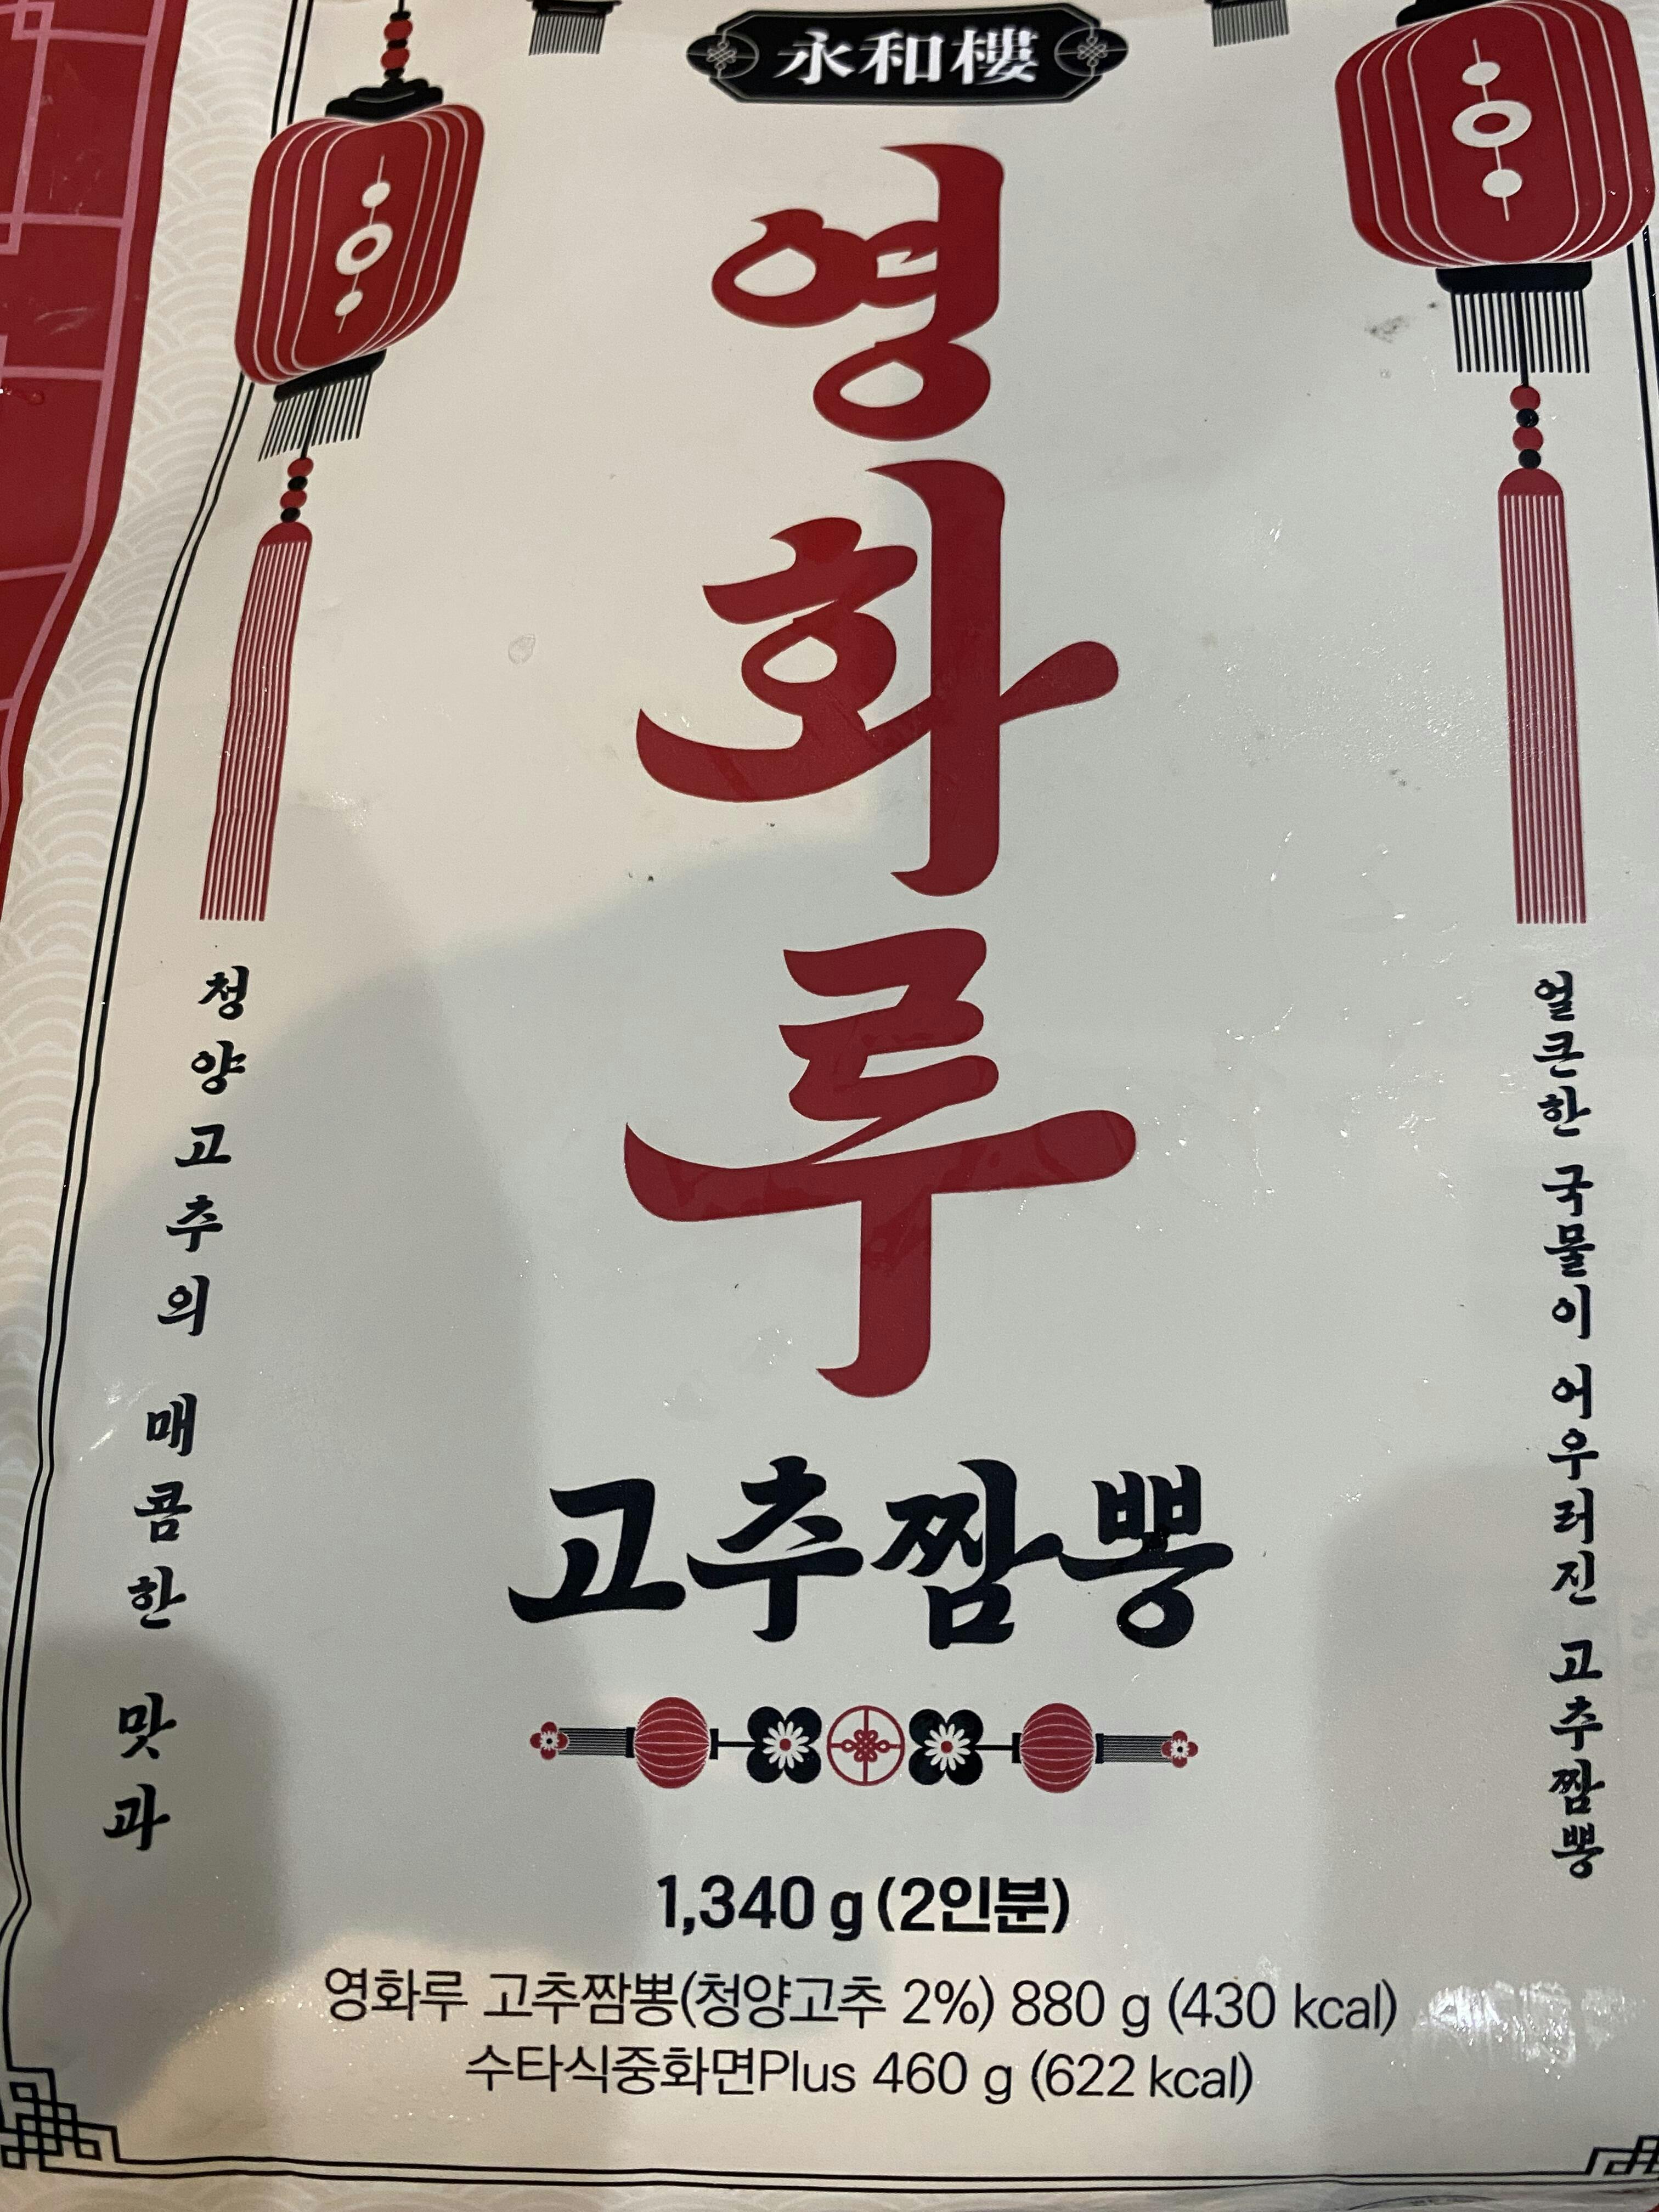 永和樓
영화루
고추짬뽕
청양고추의 매콤한 맛과
얼큰한 국물이 어우러진 고추짬뽕
1,340 g (2인분)
영화루 고추짬뽕(청양고추 2%) 880 g (430 kcal)
수타식중화면Plus 460 g (622 kcal)